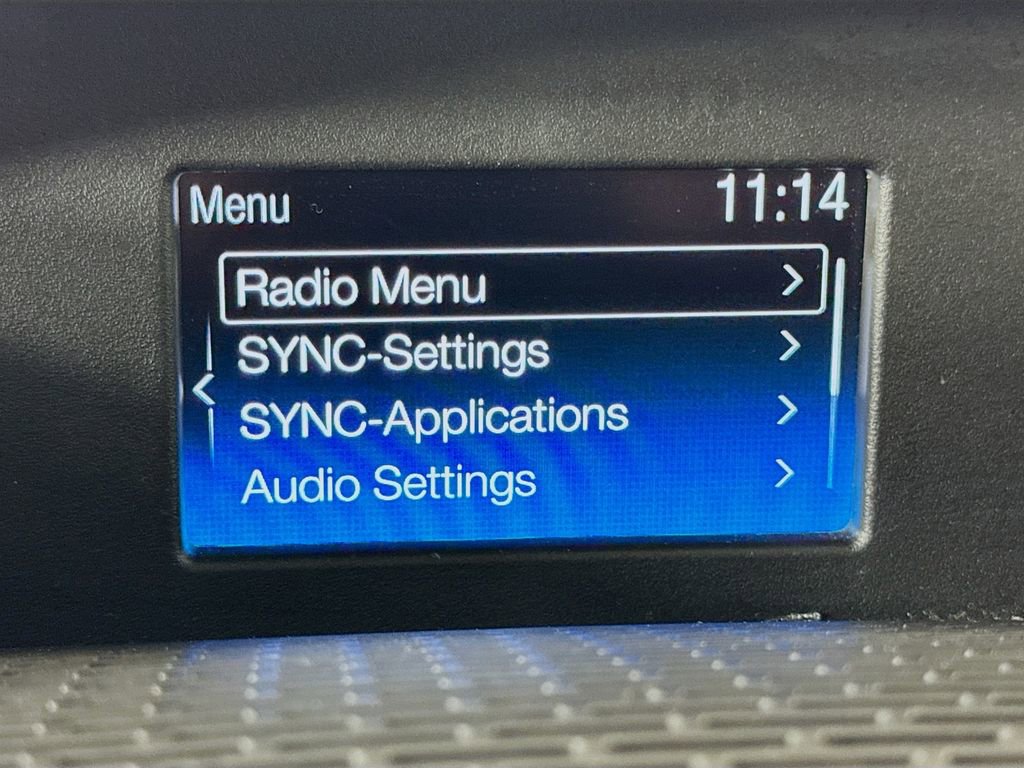 Menu 11:14
Radio Menu
SYNC-Settings
SYNC-Applications
Audio Settings